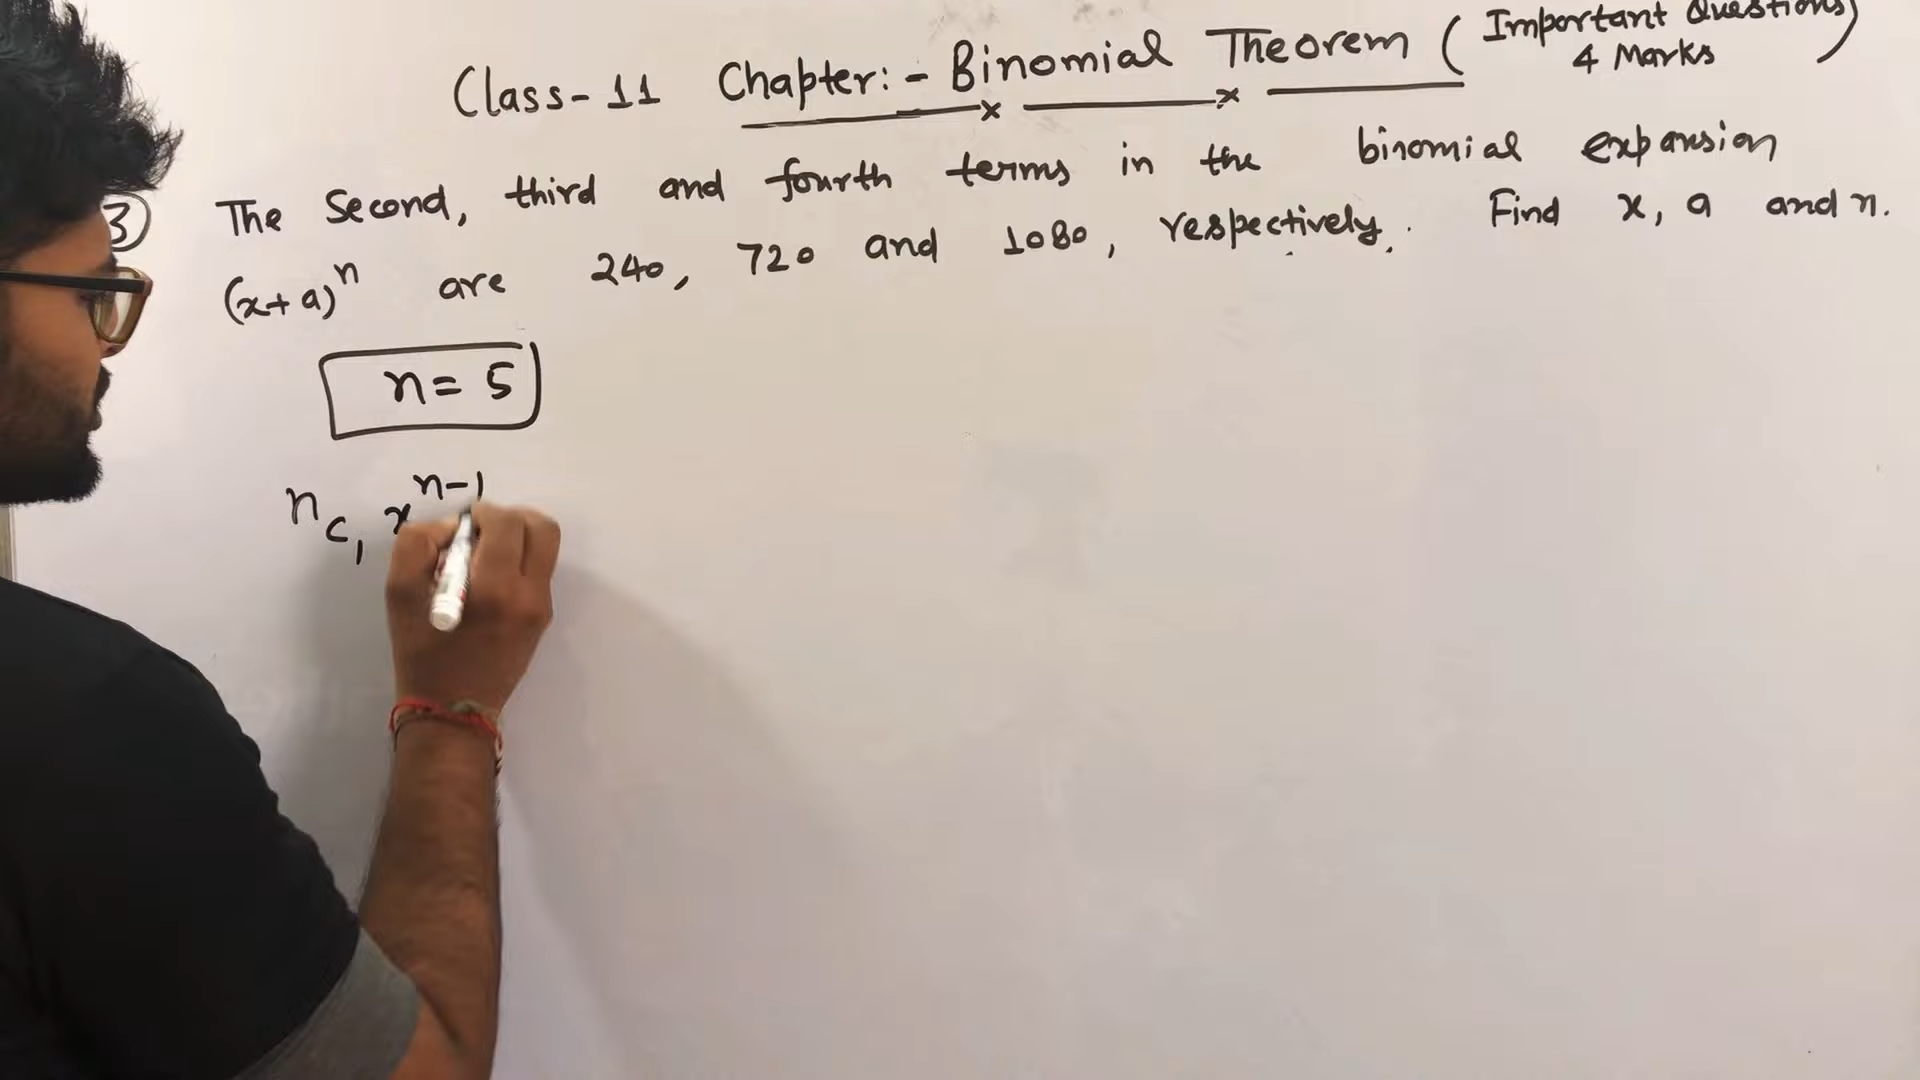 Class-11 Chapter:- Binomial Theorem (Important Questions)
4 Marks
3 The Second, third and fourth terms in the binomial expansion
(x+a)^n are 240, 720 and 1080, respectively. Find x, a and n.
n = 5
nC1 x^n-1